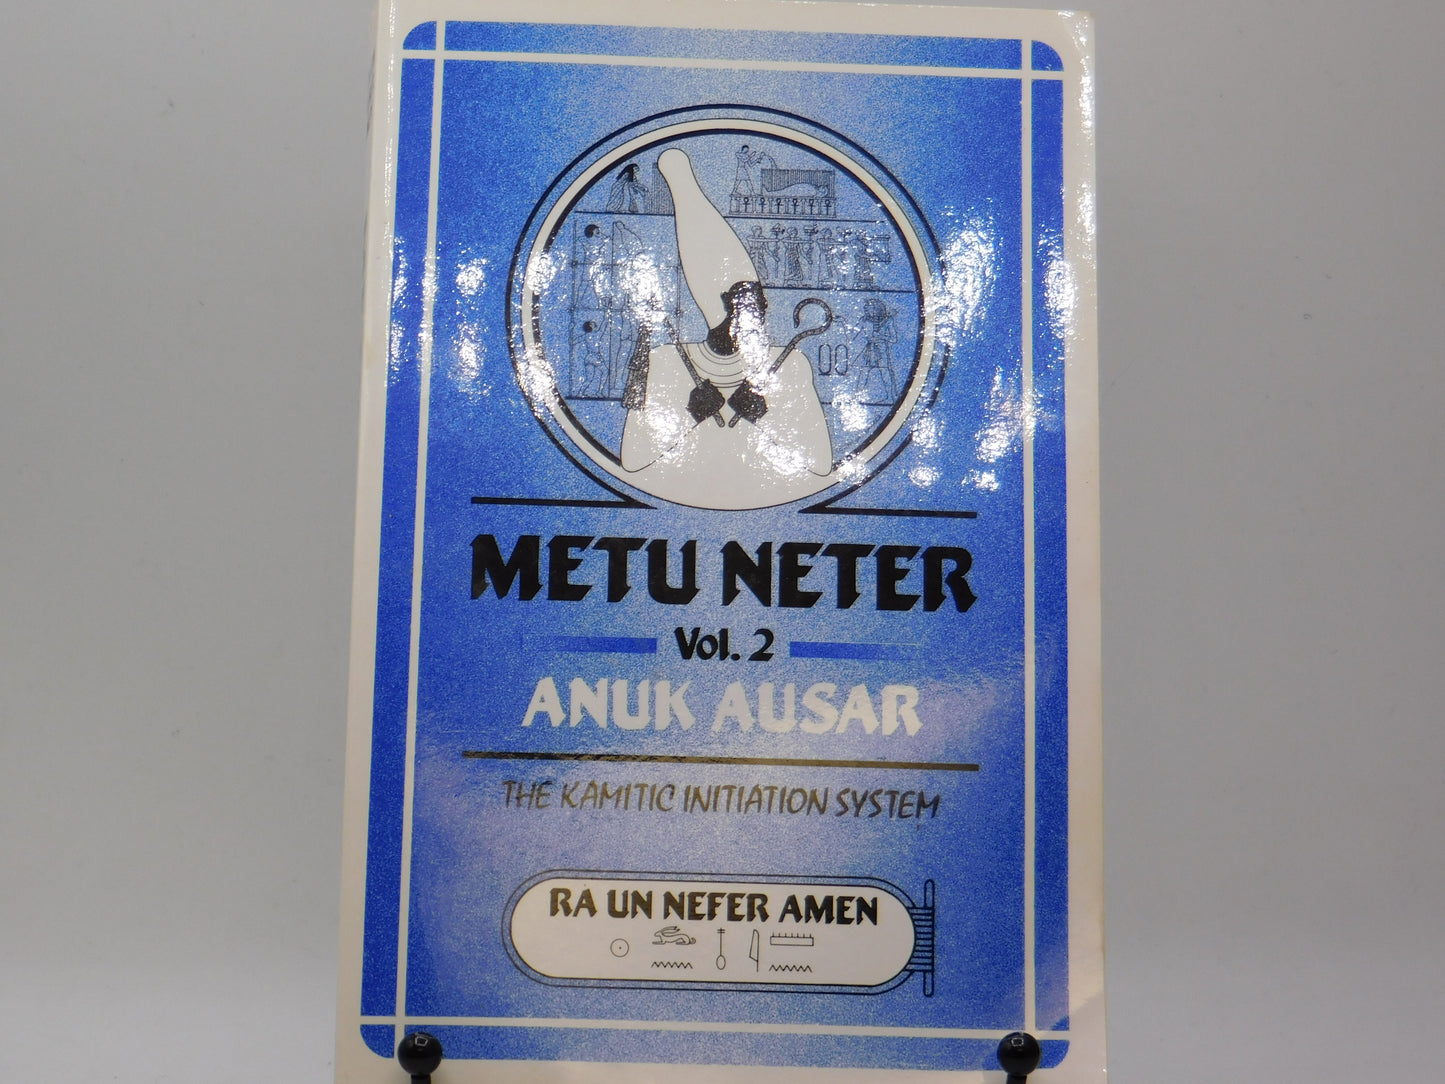 METU NETER
Vol. 2
ANUK AUSAR
THE KAMITIC INITIATION SYSTEM
RA UN NEFER AMEN